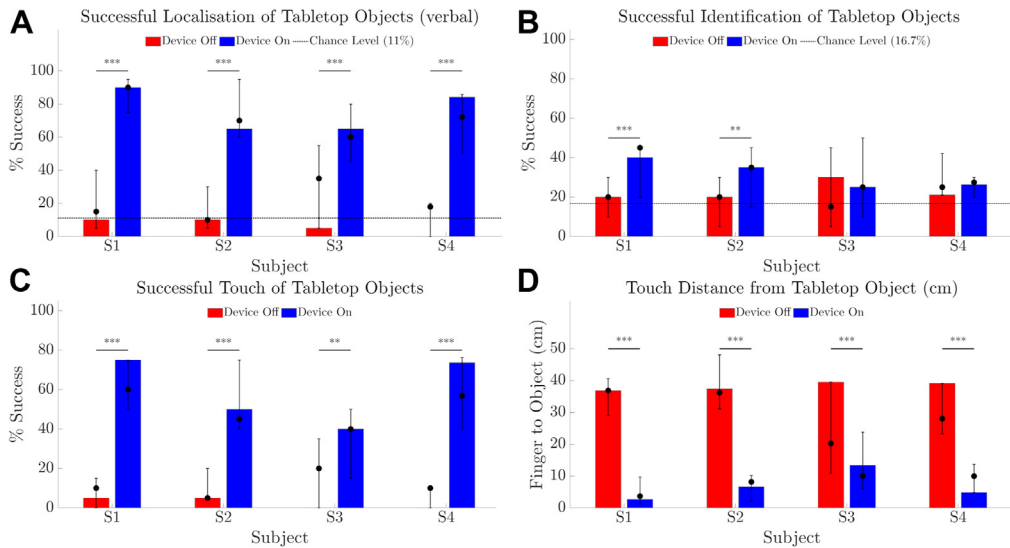 A
Successful Localisation of Tabletop Objects (verbal)
Device Off Device On Chance Level (11%)
% Success
100
80
60
40
20
0
*** *** *** ***
S1 S2 S3 S4
Subject
B
Successful Identification of Tabletop Objects
Device Off Device On Chance Level (16.7%)
% Success
100
80
60
40
20
0
*** **
S1 S2 S3 S4
Subject
C
Successful Touch of Tabletop Objects
Device Off Device On
% Success
80
60
40
20
0
*** *** ** ***
S1 S2 S3 S4
Subject
D
Touch Distance from Tabletop Object (cm)
Device Off Device On
Finger to Object (cm)
50
40
30
20
10
0
*** *** *** ***
S1 S2 S3 S4
Subject